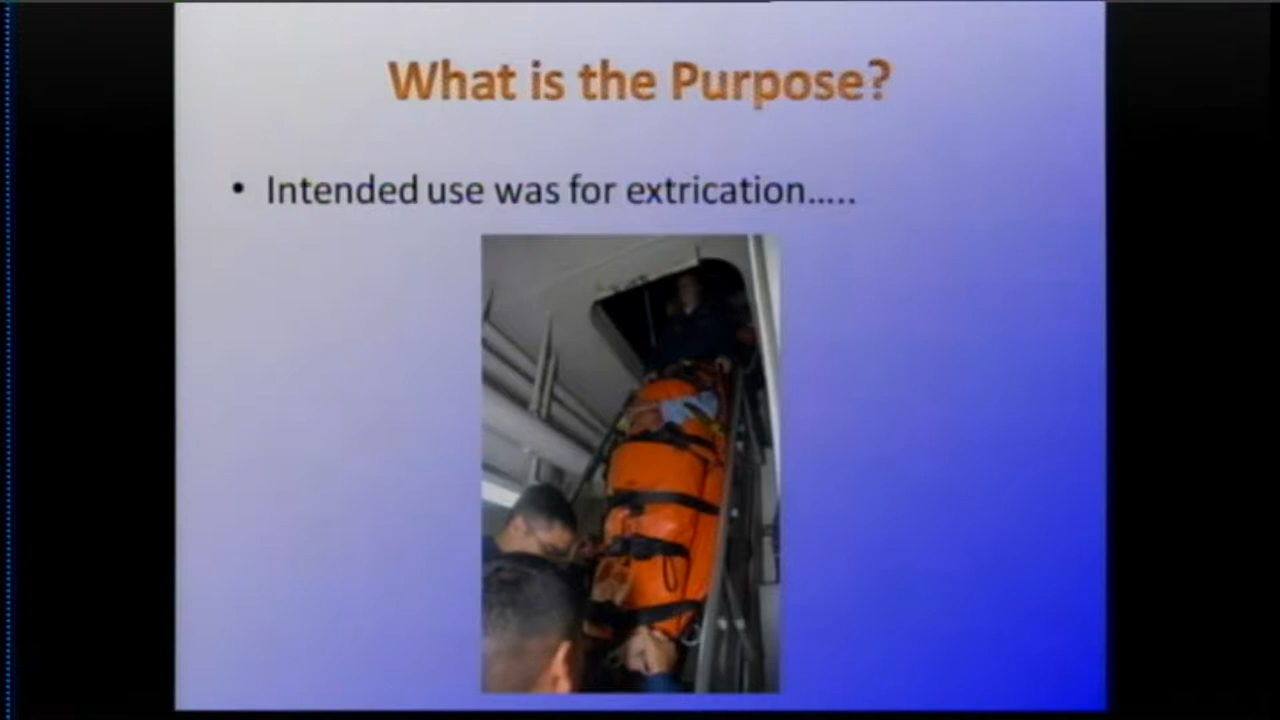 What is the Purpose?
• Intended use was for extrication.....